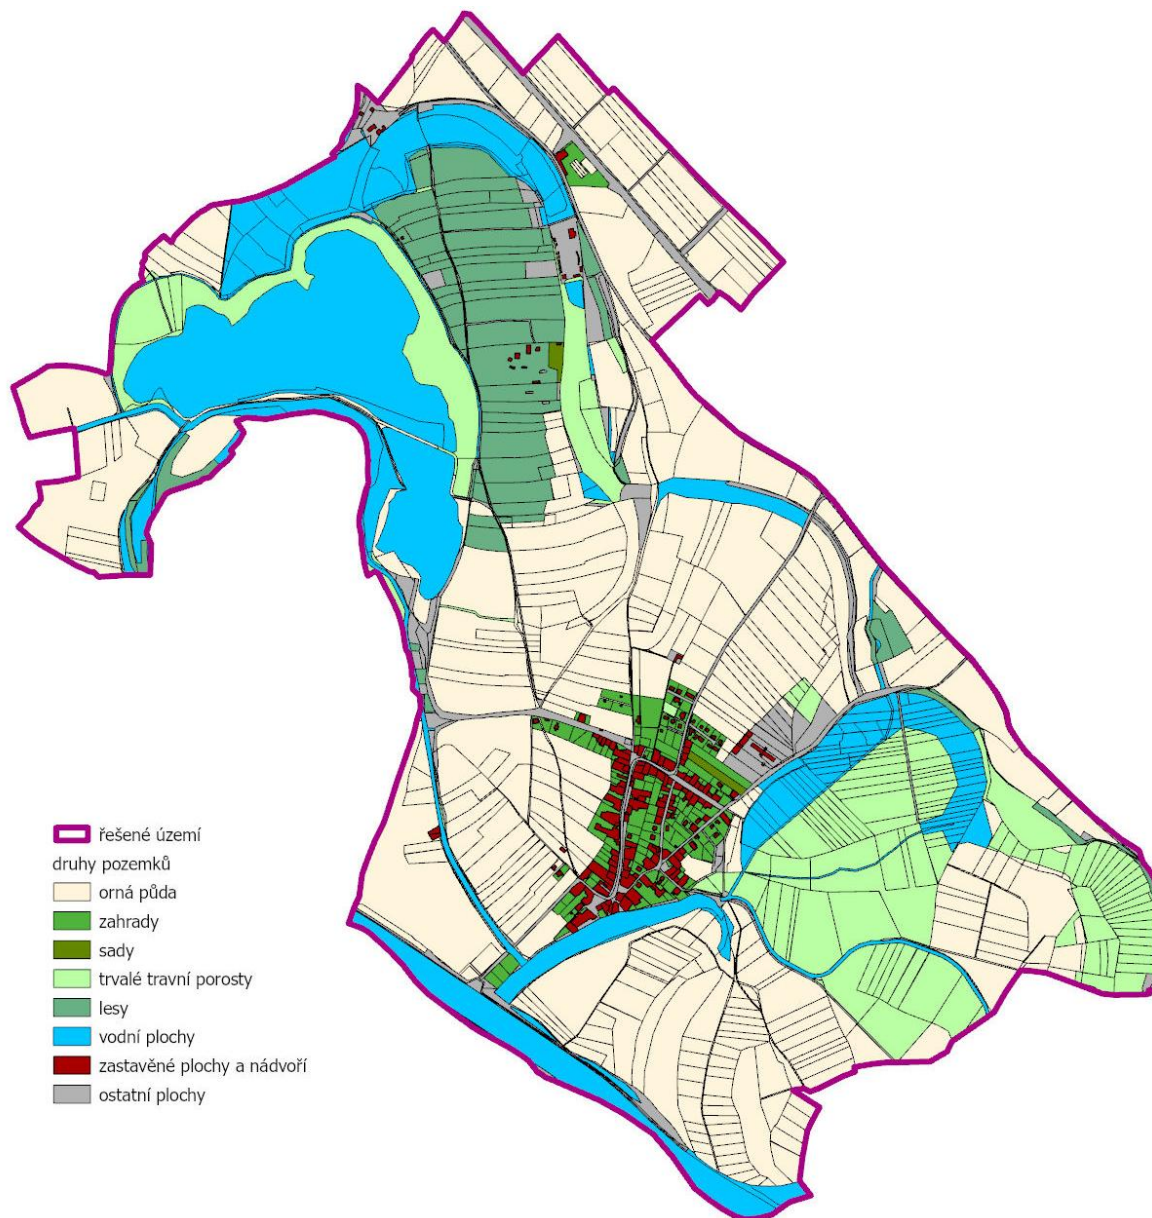 řešené území
druhy pozemků
orná půda
zahrady
sady
trvalé travní porosty
lesy
vodní plochy
zastavěné plochy a nádvoří
ostatní plochy